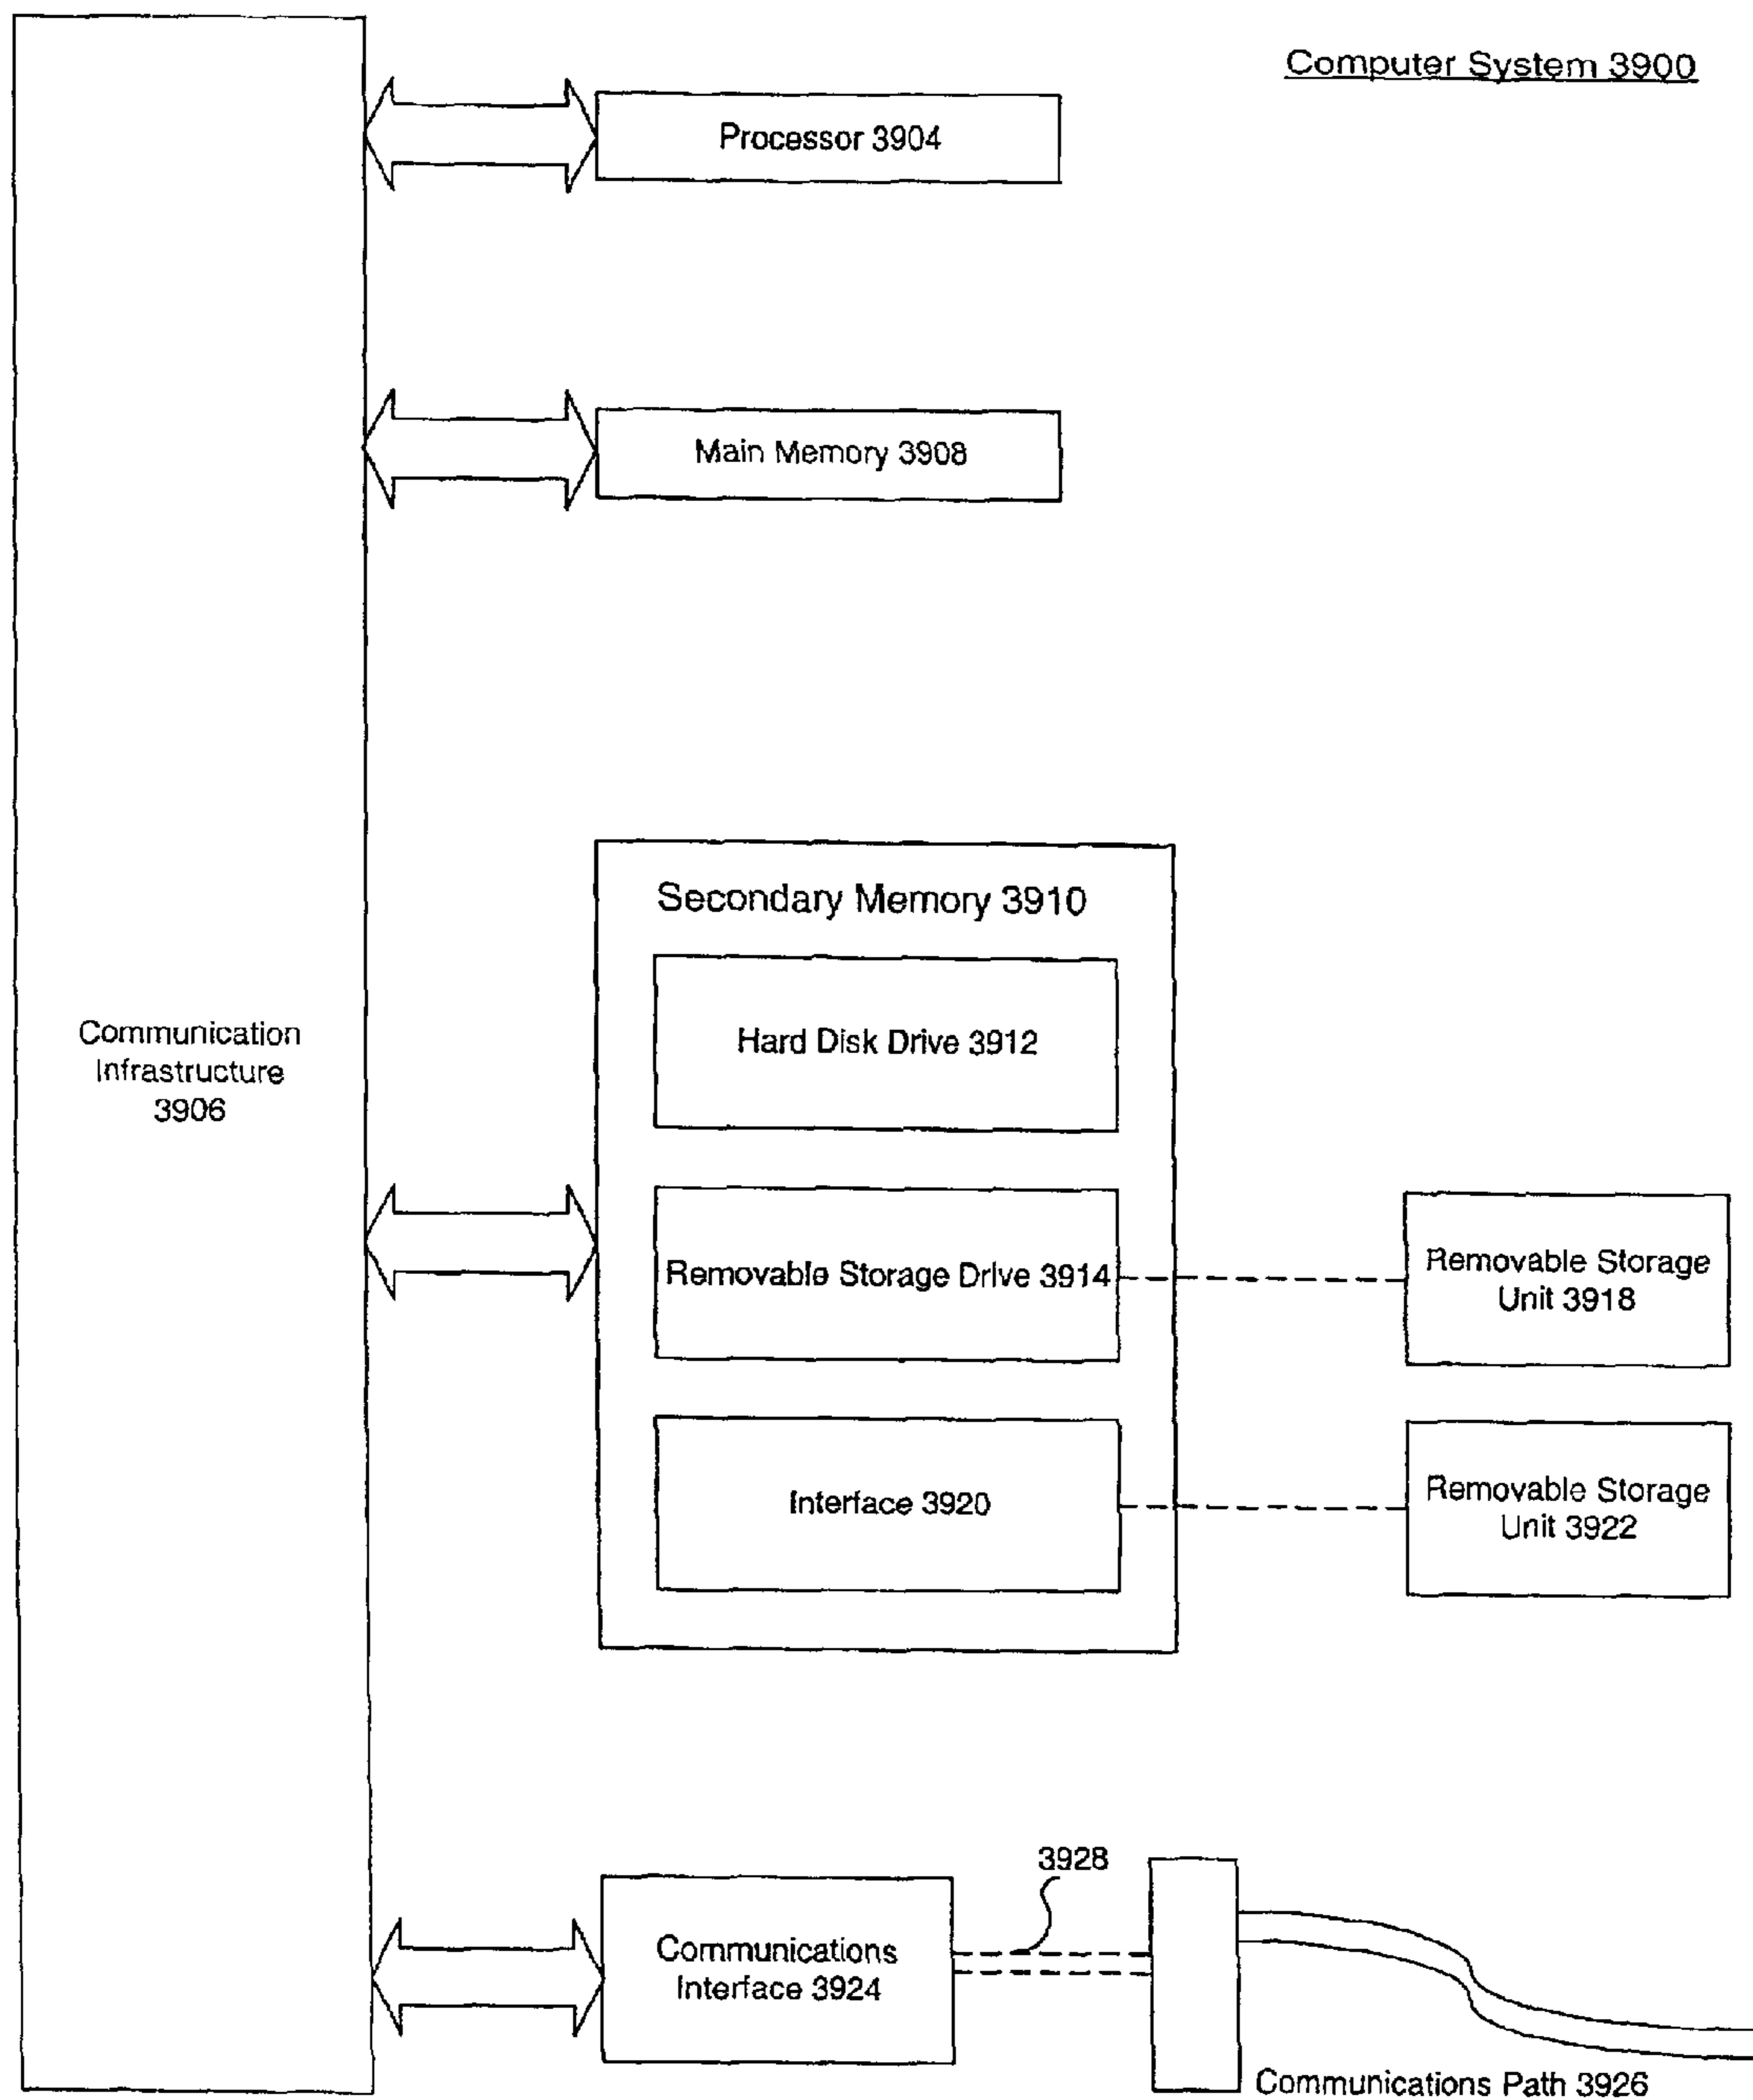 Computer System 3900
Processor 3904
Main Memory 3908
Secondary Memory 3910
Hard Disk Drive 3912
Communication
Infrastructure
3906
Removable Storage Drive 3914
Removable Storage
Unit 3918
Interface 3920
Removable Storage
Unit 3922
3928
Communications
Interface 3924
Communications Path 3926